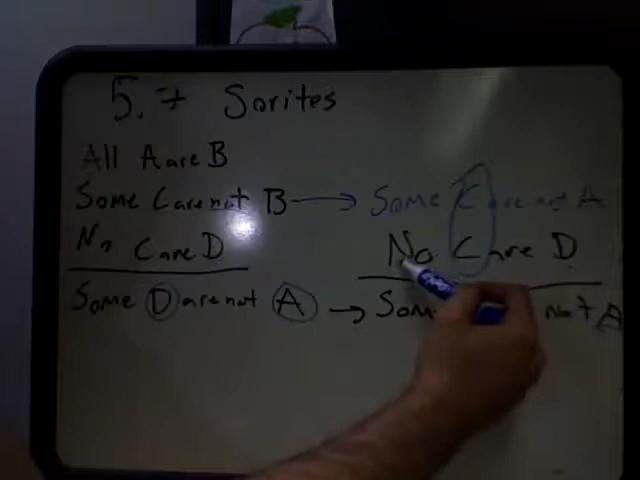 5.7 Sorites
All A are B
Some C are not B → Some C are not A
No C are D No C are D
Some D are not A → Som not A